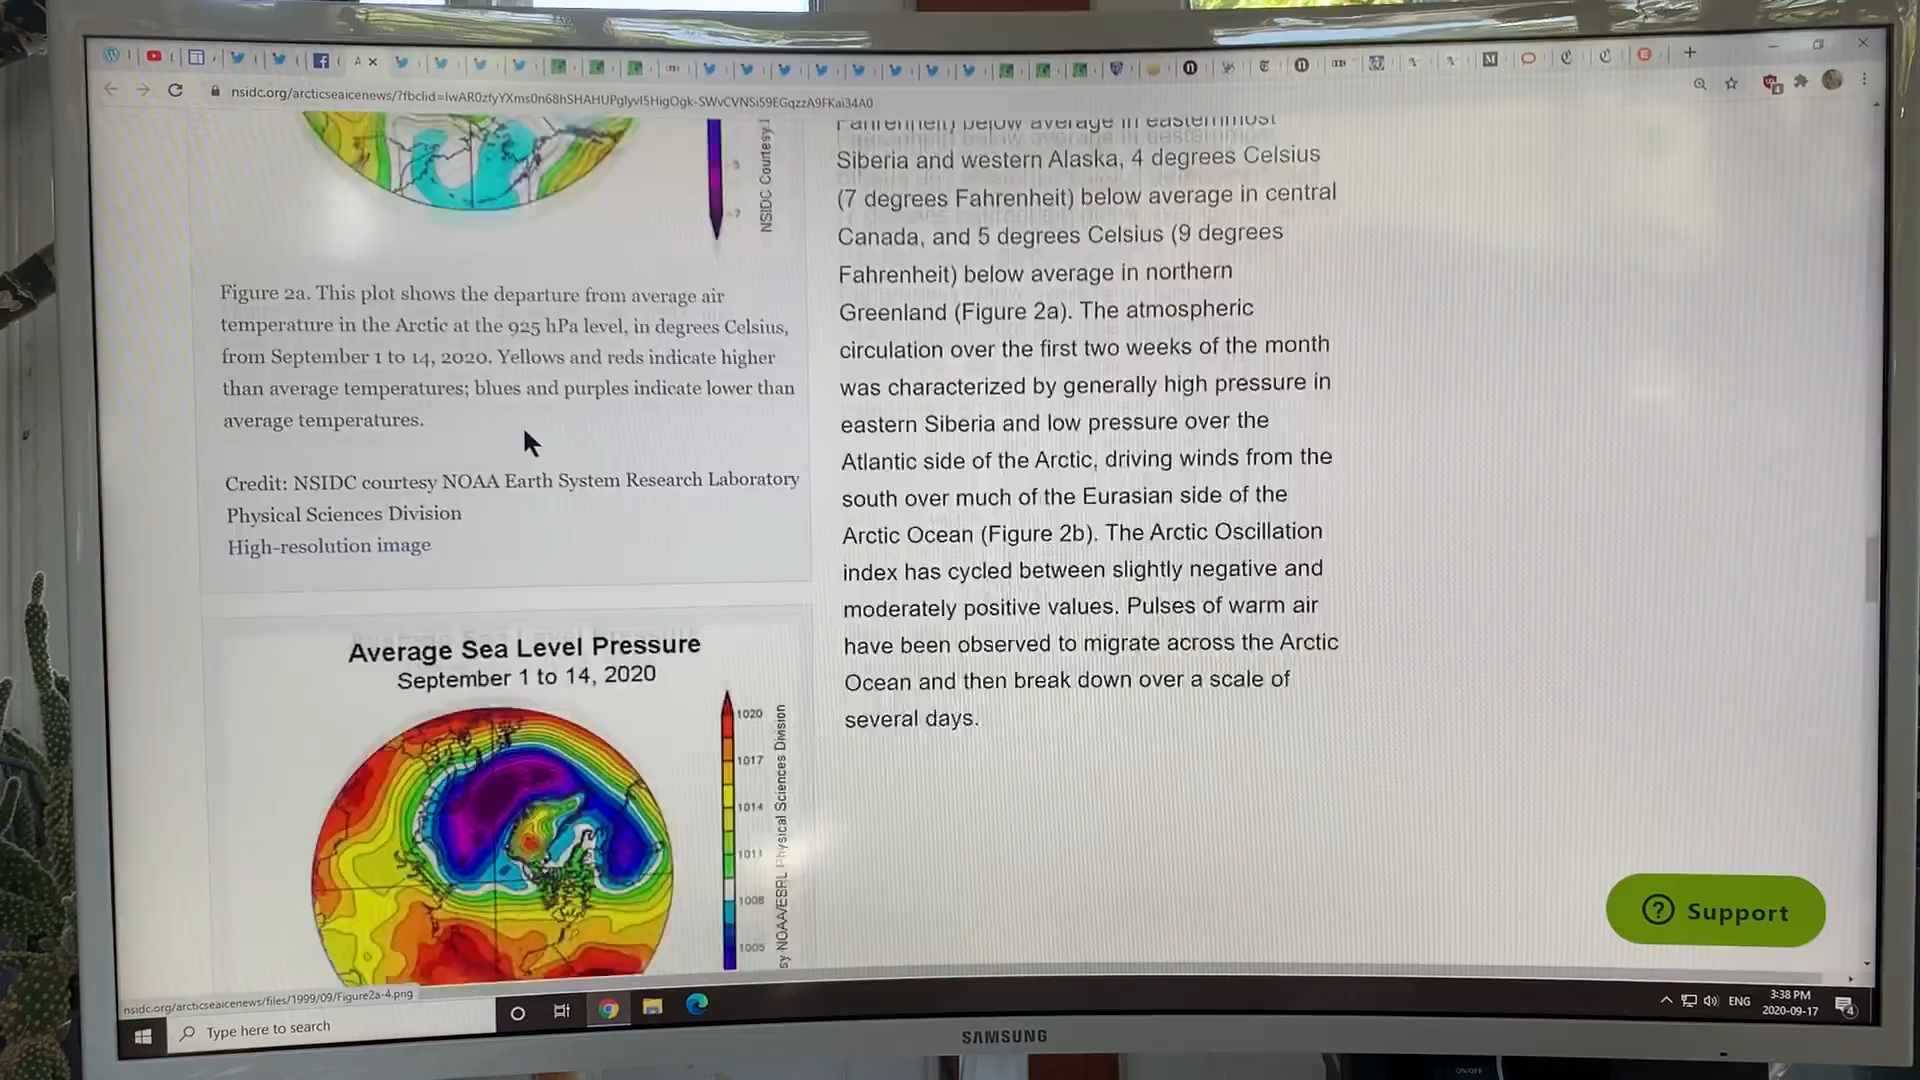 nsidc.org/arcticseaicenews/?fbclid=IwAR0zfyYXms0n68hSHAHUPglyvI5HigOgk-SWvCVNSi59EGqzzA9FKai34A0
-7
NSIDC Courtesy
Figure 2a. This plot shows the departure from average air
temperature in the Arctic at the 925 hPa level, in degrees Celsius,
from September 1 to 14, 2020. Yellows and reds indicate higher
than average temperatures; blues and purples indicate lower than
average temperatures.
Credit: NSIDC courtesy NOAA Earth System Research Laboratory
Physical Sciences Division
High-resolution image
Average Sea Level Pressure
September 1 to 14, 2020
1020
1017
1014
1011
1008
1005
sy NOAA/ESRL Physical Sciences Division
Fahrenheit) below average in easternmost
Siberia and western Alaska, 4 degrees Celsius
(7 degrees Fahrenheit) below average in central
Canada, and 5 degrees Celsius (9 degrees
Fahrenheit) below average in northern
Greenland (Figure 2a). The atmospheric
circulation over the first two weeks of the month
was characterized by generally high pressure in
eastern Siberia and low pressure over the
Atlantic side of the Arctic, driving winds from the
south over much of the Eurasian side of the
Arctic Ocean (Figure 2b). The Arctic Oscillation
index has cycled between slightly negative and
moderately positive values. Pulses of warm air
have been observed to migrate across the Arctic
Ocean and then break down over a scale of
several days.
Support
nsidc.org/arcticseaicenews/files/1999/09/Figure2a-4.png
Type here to search
ENG
3:38 PM
2020-09-17
4
SAMSUNG
ON/OFF